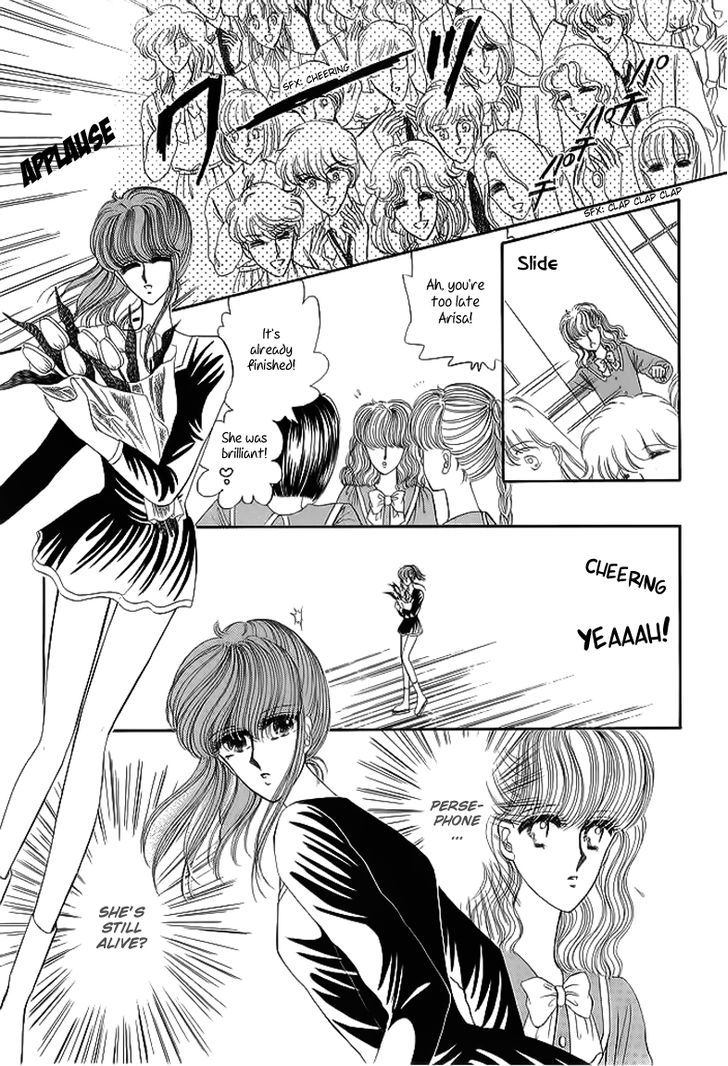 ワーッ
SFX: CHEERING
パチ
パチ
パチ
SFX: CLAP CLAP CLAP
APPLAUSE
Slide
Ah, you're
too late
Arisa!
It's
already
finished!
She was
brilliant!
CHEERING
YEAAAH!
PERSE-
PHONE
...
SHE'S
STILL
ALIVE?